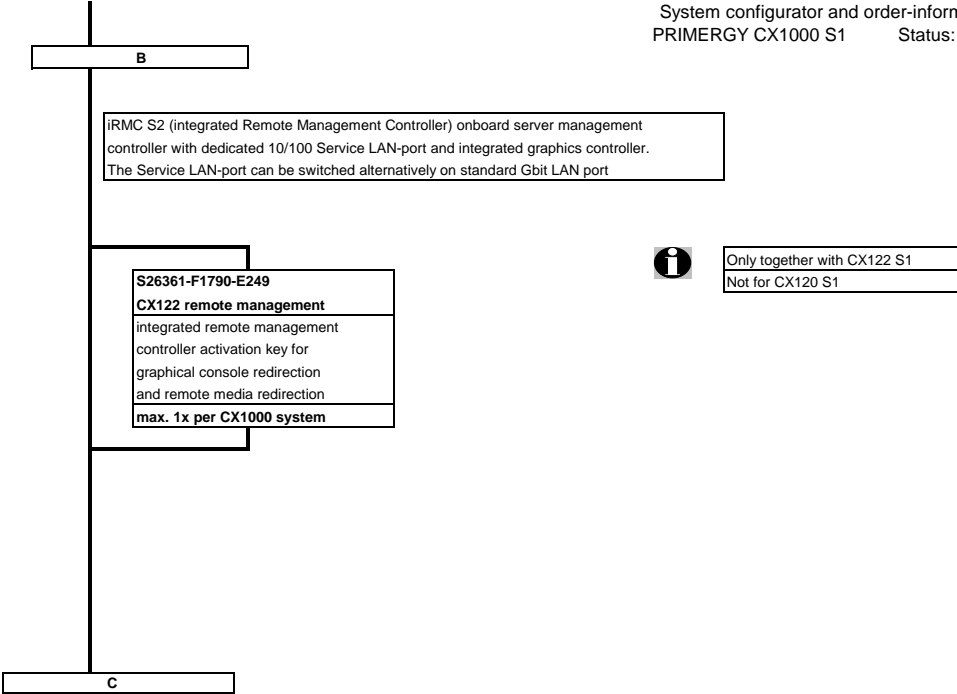 System configurator and order-inform
PRIMERGY CX1000 S1 Status:
B
iRMC S2 (integrated Remote Management Controller) onboard server management
controller with dedicated 10/100 Service LAN-port and integrated graphics controller.
The Service LAN-port can be switched alternatively on standard Gbit LAN port
Only together with CX122 S1
Not for CX120 S1
S26361-F1790-E249
CX122 remote management
integrated remote management
controller activation key for
graphical console redirection
and remote media redirection
max. 1x per CX1000 system
C